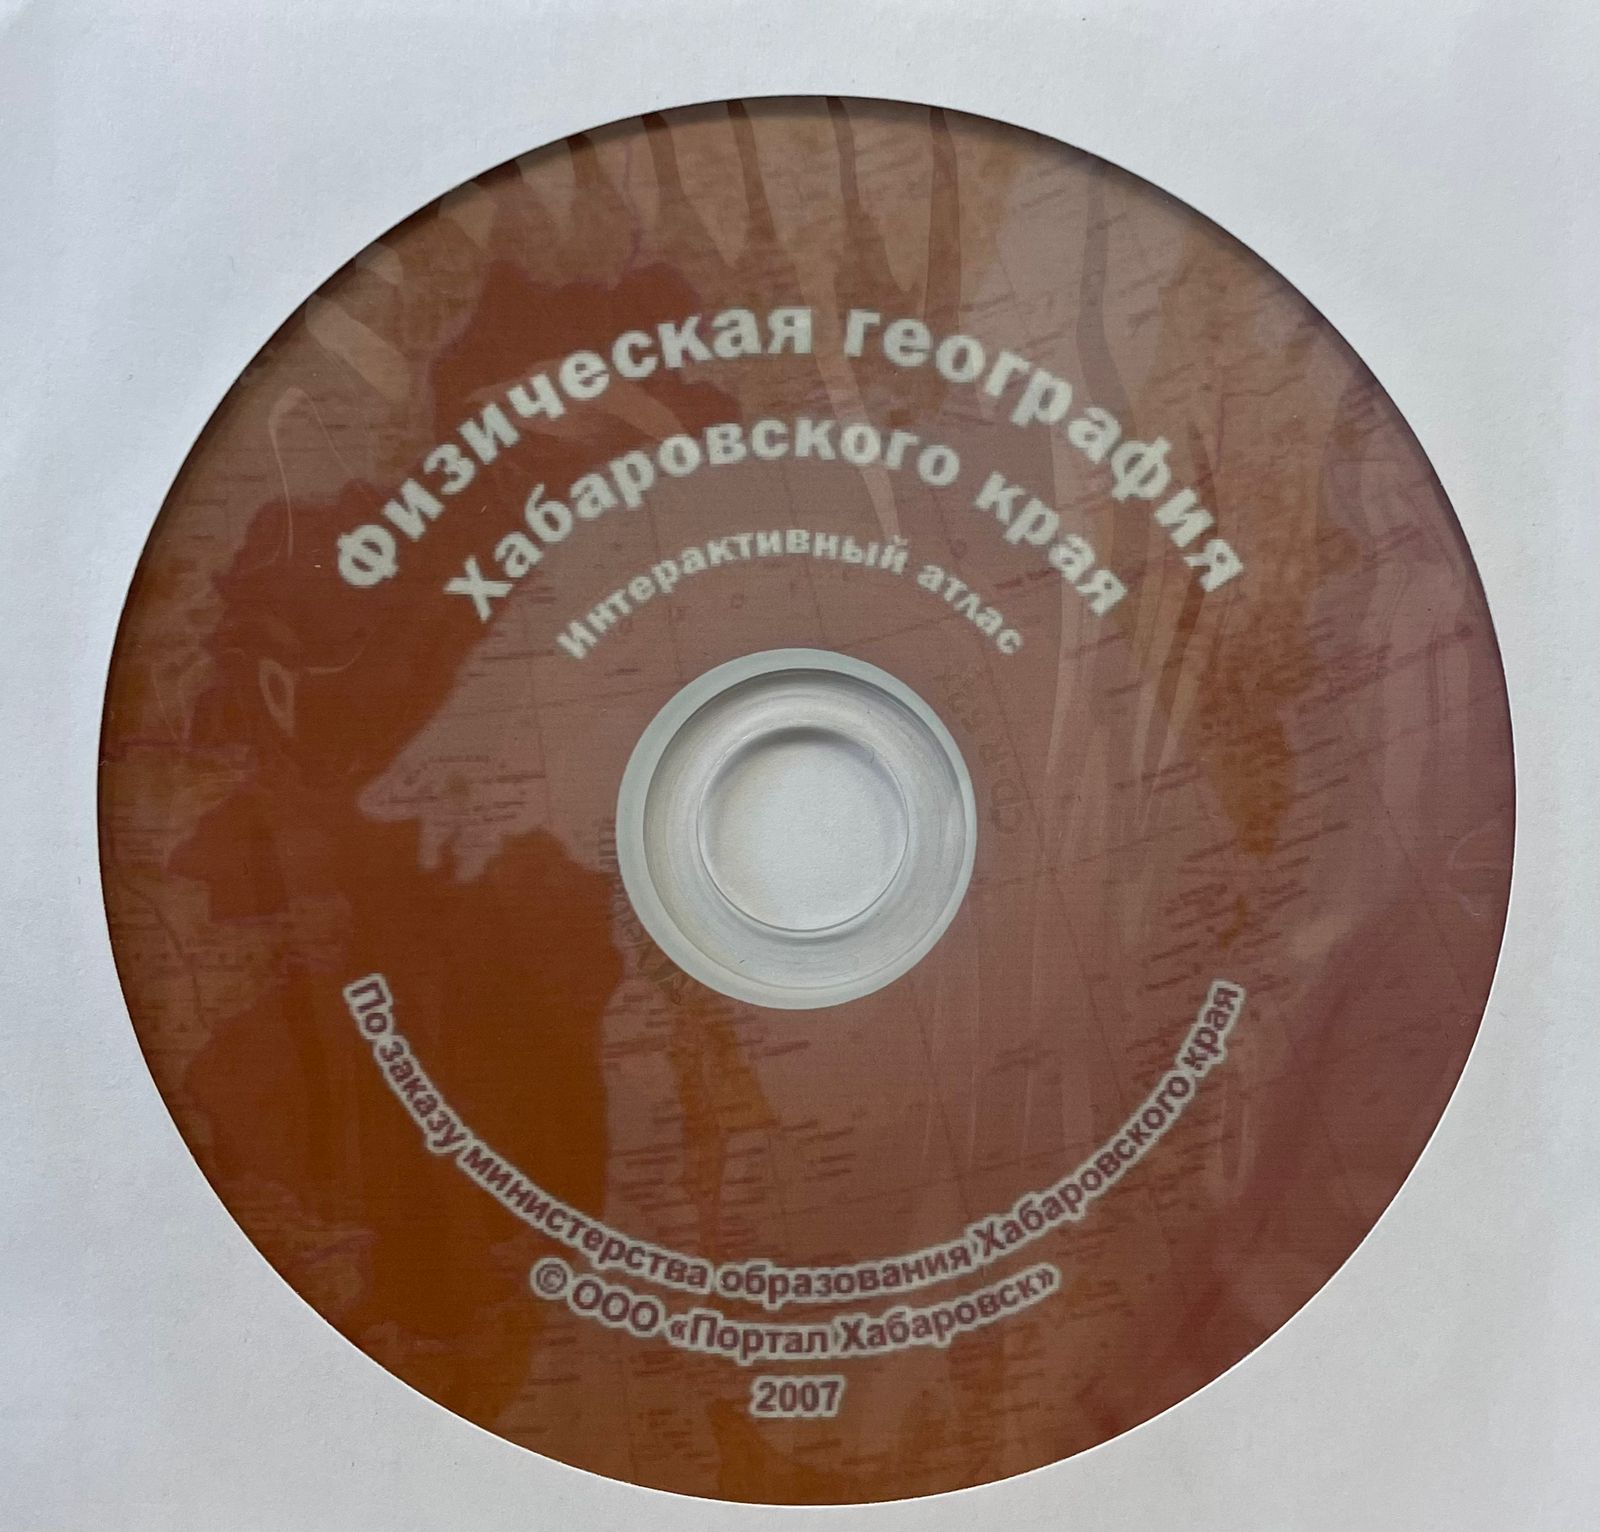 Физическая география
Хабаровского края
Интерактивный атлас
По заказу министерства образования Хабаровского края
© ООО «Портал Хабаровск»
2007